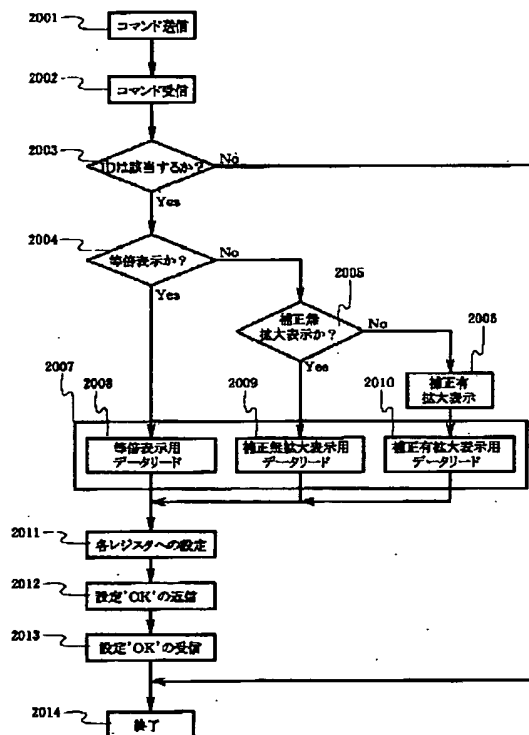 2001
コマンド送信
2002
コマンド受信
2003
IDは該当するか?
No
Yes
2004
等倍表示か?
No
Yes
2005
補正無
拡大表示か?
No
Yes
2006
補正有
拡大表示
2007
2008
等倍表示用
データリード
2009
補正無拡大表示用
データリード
2010
補正有拡大表示用
データリード
2011
各レジスタへの設定
2012
設定'OK'の返信
2013
設定'OK'の受信
2014
終了